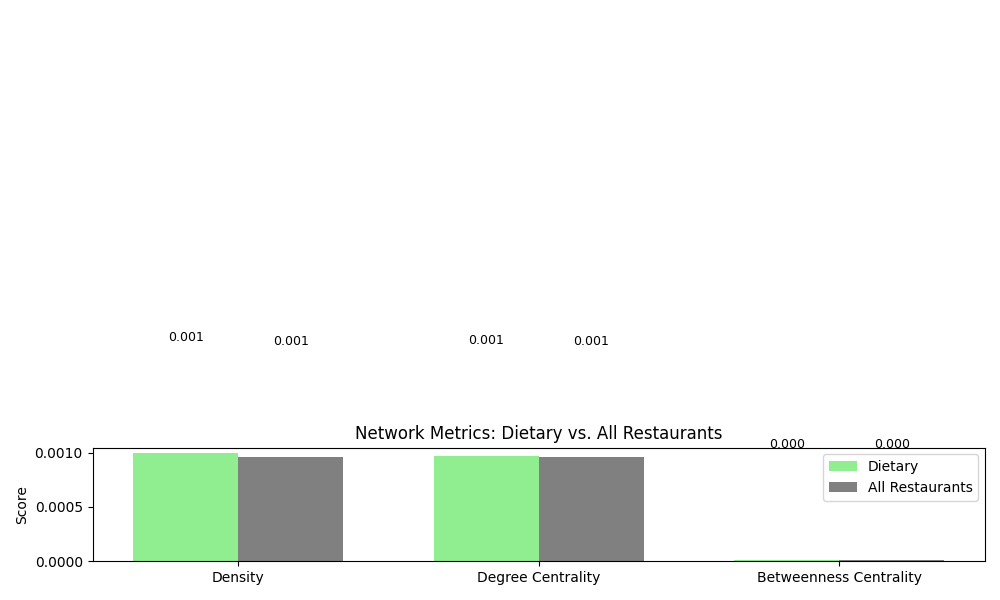 0.001
0.001
0.001
0.001
Network Metrics: Dietary vs. All Restaurants
0.000
0.000
Dietary
All Restaurants
Score
0.0010
0.0005
0.0000
Density
Degree Centrality
Betweenness Centrality